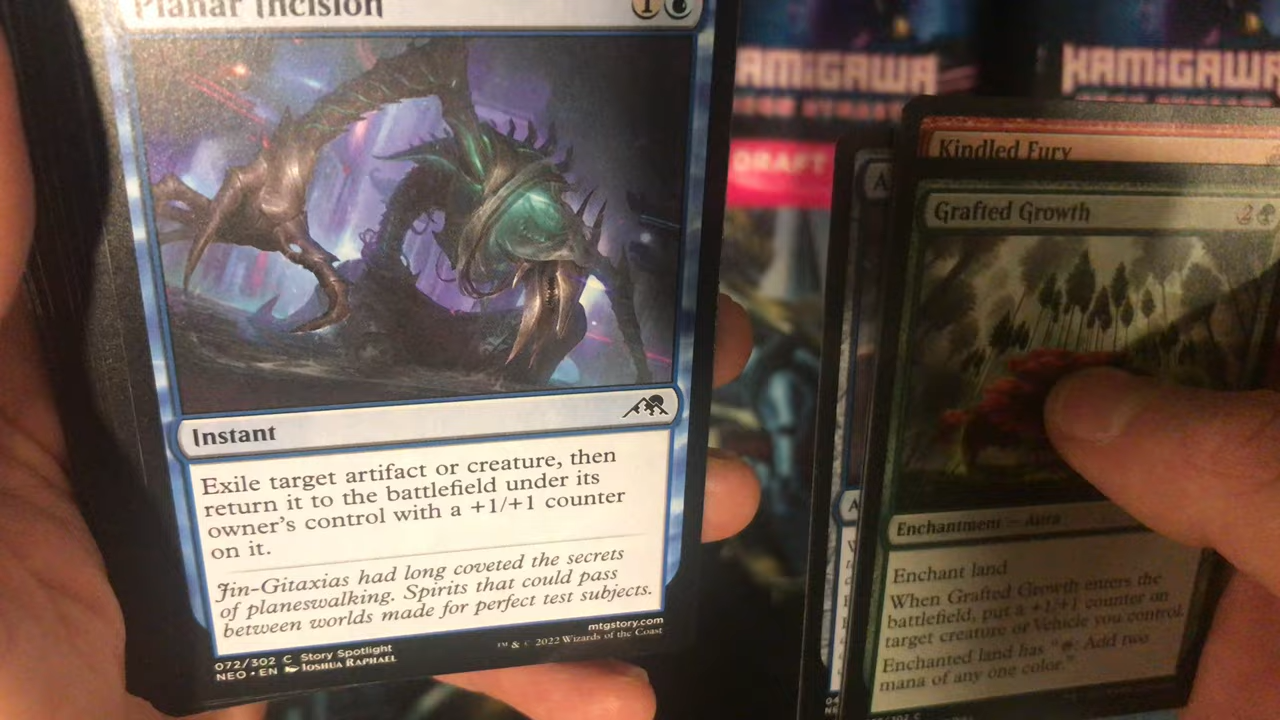 Planar Incision
1
Instant
Exile target artifact or creature, then
return it to the battlefield under its
owner's control with a +1/+1 counter
on it.
Jin-Gitaxias had long coveted the secrets
of planeswalking. Spirits that could pass
between worlds made for perfect test subjects.
mtgstory.com
072/302 C Story Spotlight
™ & © 2022 Wizards of the Coast
NEO • EN JOSHUA RAPHAEL
AMIGAWA
KAMIGAWA
DRAFT
A
Kindled Fury
Grafted Growth
2
Enchantment — Aura
Enchant land
When Grafted Growth enters the
battlefield, put a +1/+1 counter on
target creature or Vehicle you control.
Enchanted land has ": Add two
mana of any one color."
A
NE